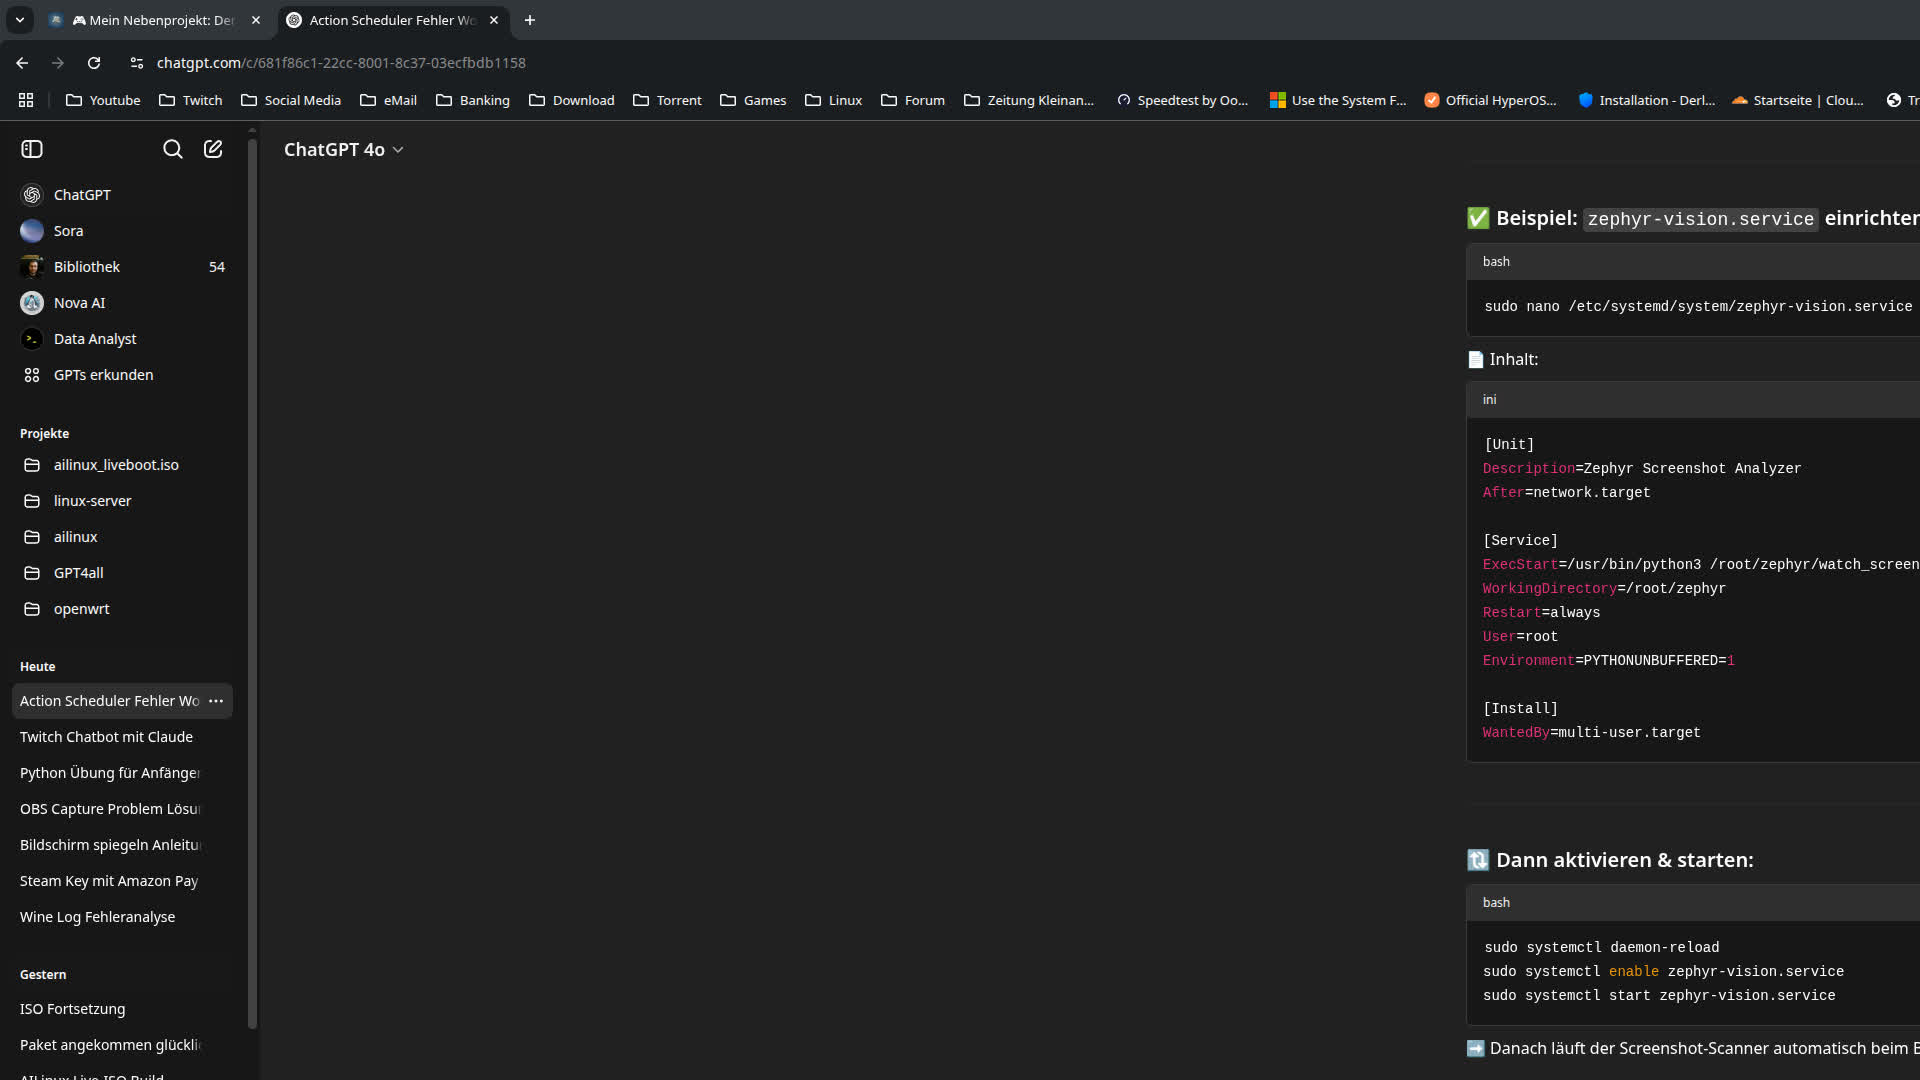 🎮 Mein Nebenprojekt: Der
Action Scheduler Fehler Wo
chatgpt.com/c/681f86c1-22cc-8001-8c37-03ecfbdb1158
Youtube
Twitch
Social Media
eMail
Banking
Download
Torrent
Games
Linux
Forum
Zeitung Kleinan...
Speedtest by Oo...
Use the System F...
Official HyperOS...
Installation - Derl...
Startseite | Clou...
Tr
ChatGPT
Sora
Bibliothek 54
Nova AI
Data Analyst
GPTs erkunden
Projekte
ailinux_liveboot.iso
linux-server
ailinux
GPT4all
openwrt
Heute
Action Scheduler Fehler Wo
Twitch Chatbot mit Claude
Python Übung für Anfänger
OBS Capture Problem Lösu
Bildschirm spiegeln Anleitu
Steam Key mit Amazon Pay
Wine Log Fehleranalyse
Gestern
ISO Fortsetzung
Paket angekommen glückli
AILinux Live ISO Build
ChatGPT 4o
✅ Beispiel: zephyr-vision.service einrichten
bash
sudo nano /etc/systemd/system/zephyr-vision.service
📄 Inhalt:
ini
[Unit]
Description=Zephyr Screenshot Analyzer
After=network.target
[Service]
ExecStart=/usr/bin/python3 /root/zephyr/watch_screen
WorkingDirectory=/root/zephyr
Restart=always
User=root
Environment=PYTHONUNBUFFERED=1
[Install]
WantedBy=multi-user.target
🔃 Dann aktivieren & starten:
bash
sudo systemctl daemon-reload
sudo systemctl enable zephyr-vision.service
sudo systemctl start zephyr-vision.service
➡️ Danach läuft der Screenshot-Scanner automatisch beim B